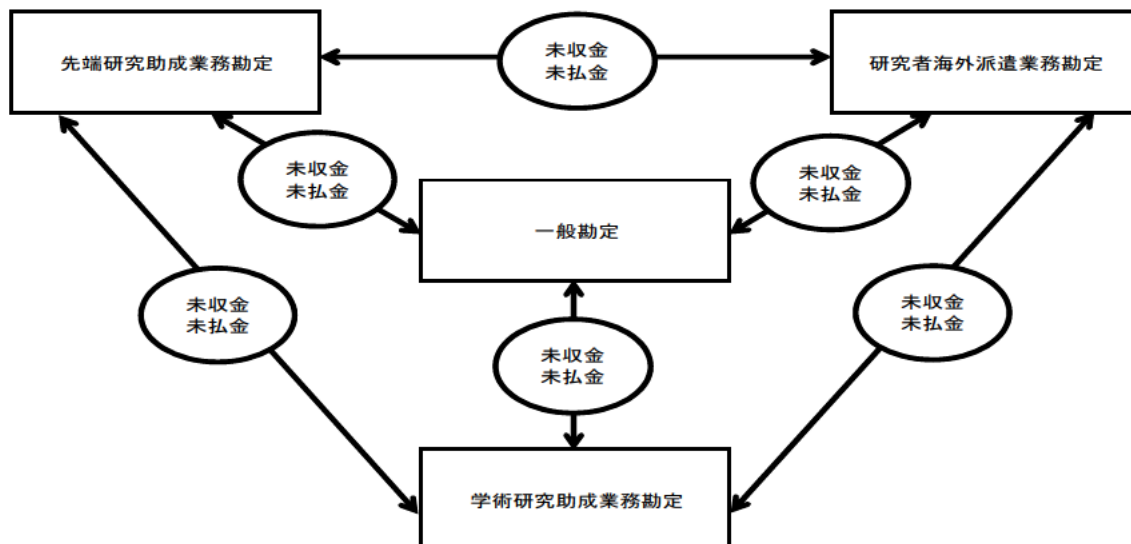 先端研究助成業務勘定
未収金
未払金
研究者海外派遣業務勘定
未収金
未払金
未収金
未払金
一般勘定
未収金
未払金
未収金
未払金
未収金
未払金
学術研究助成業務勘定